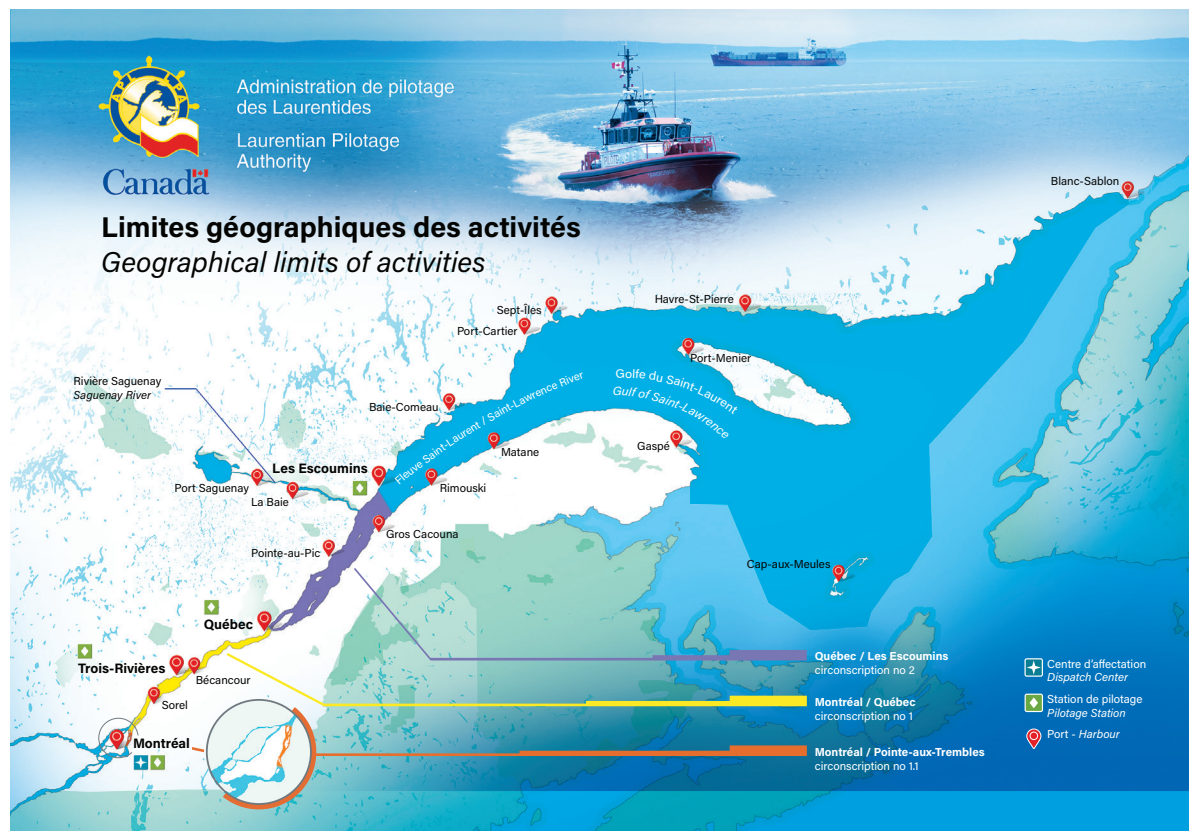 Administration de pilotage
des Laurentides
Laurentian Pilotage
Authority
Canada
Limites géographiques des activités
Geographical limits of activities
Blanc-Sablon
Havre-St-Pierre
Sept-Îles
Port-Cartier
Port-Menier
Rivière Saguenay
Saguenay River
Golfe du Saint-Laurent
Gulf of Saint-Lawrence
Fleuve Saint-Laurent / Saint-Lawrence River
Baie-Comeau
Matane
Gaspé
Les Escoumins
Port Saguenay
La Baie
Rimouski
Gros Cacouna
Pointe-au-Pic
Cap-aux-Meules
Québec
Trois-Rivières
Bécancour
Sorel
Montréal
Québec / Les Escoumins
circonscription no 2
Montréal / Québec
circonscription no 1
Montréal / Pointe-aux-Trembles
circonscription no 1.1
Centre d'affectation
Dispatch Center
Station de pilotage
Pilotage Station
Port - Harbour